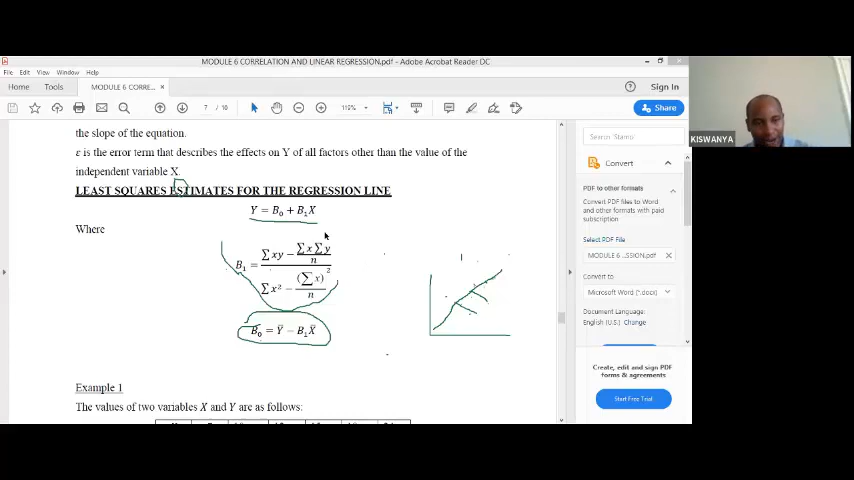 MODULE 6 CORRELATION AND LINEAR REGRESSION.pdf - Adobe Acrobat Reader DC
File Edit View Window Help
Home Tools MODULE 6 CORRE... × Sign In
7 / 10 112% Share
the slope of the equation.
ε is the error term that describes the effects on Y of all factors other than the value of the
independent variable X.
LEAST SQUARES ESTIMATES FOR THE REGRESSION LINE
Y = B₀ + B₁X
Where
B₁ = (∑ xy − (∑ x ∑ y)/n) / (∑ x² − (∑ x)²/n)
B₀ = Ȳ − B₁X̄
Example 1
The values of two variables X and Y are as follows:
Convert
PDF to other formats
Convert PDFs to Word and other formats with paid subscription
Select PDF File
MODULE 6 ...SSION.pdf ×
Convert to
Microsoft Word (*.docx)
Document Language:
English (U.S.) Change
Create, edit and sign PDF
forms & agreements
Start Free Trial
KISWANYA